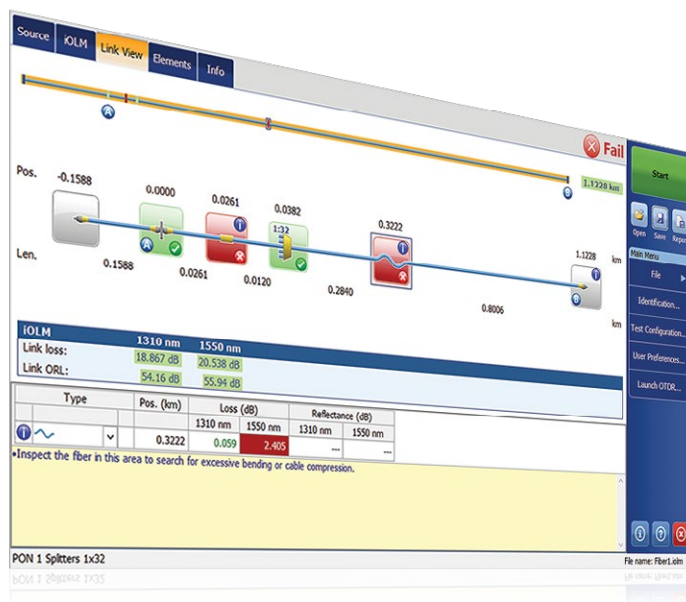 Source iOLM Link View Elements Info
Fail
A
B 1.1228 km
Pos. -0.1588 0.0000 0.0261 0.0382 0.3222 1.1228 km
1:32
A
B
Len. 0.1588 0.0261 0.0120 0.2840 0.8006 km
iOLM 1310 nm 1550 nm
Link loss: 18.867 dB 20.538 dB
Link ORL: 54.16 dB 55.94 dB
Type Pos. (km) Loss (dB) Reflectance (dB)
1310 nm 1550 nm 1310 nm 1550 nm
0.3222 0.059 2.405 --- ---
•Inspect the fiber in this area to search for excessive bending or cable compression.
PON 1 Splitters 1x32
File name: Fiber1.iolm
Start
Open Save Repor
Main Menu
File
Identification...
Test Configuration...
User Preferences...
Launch OTDR...